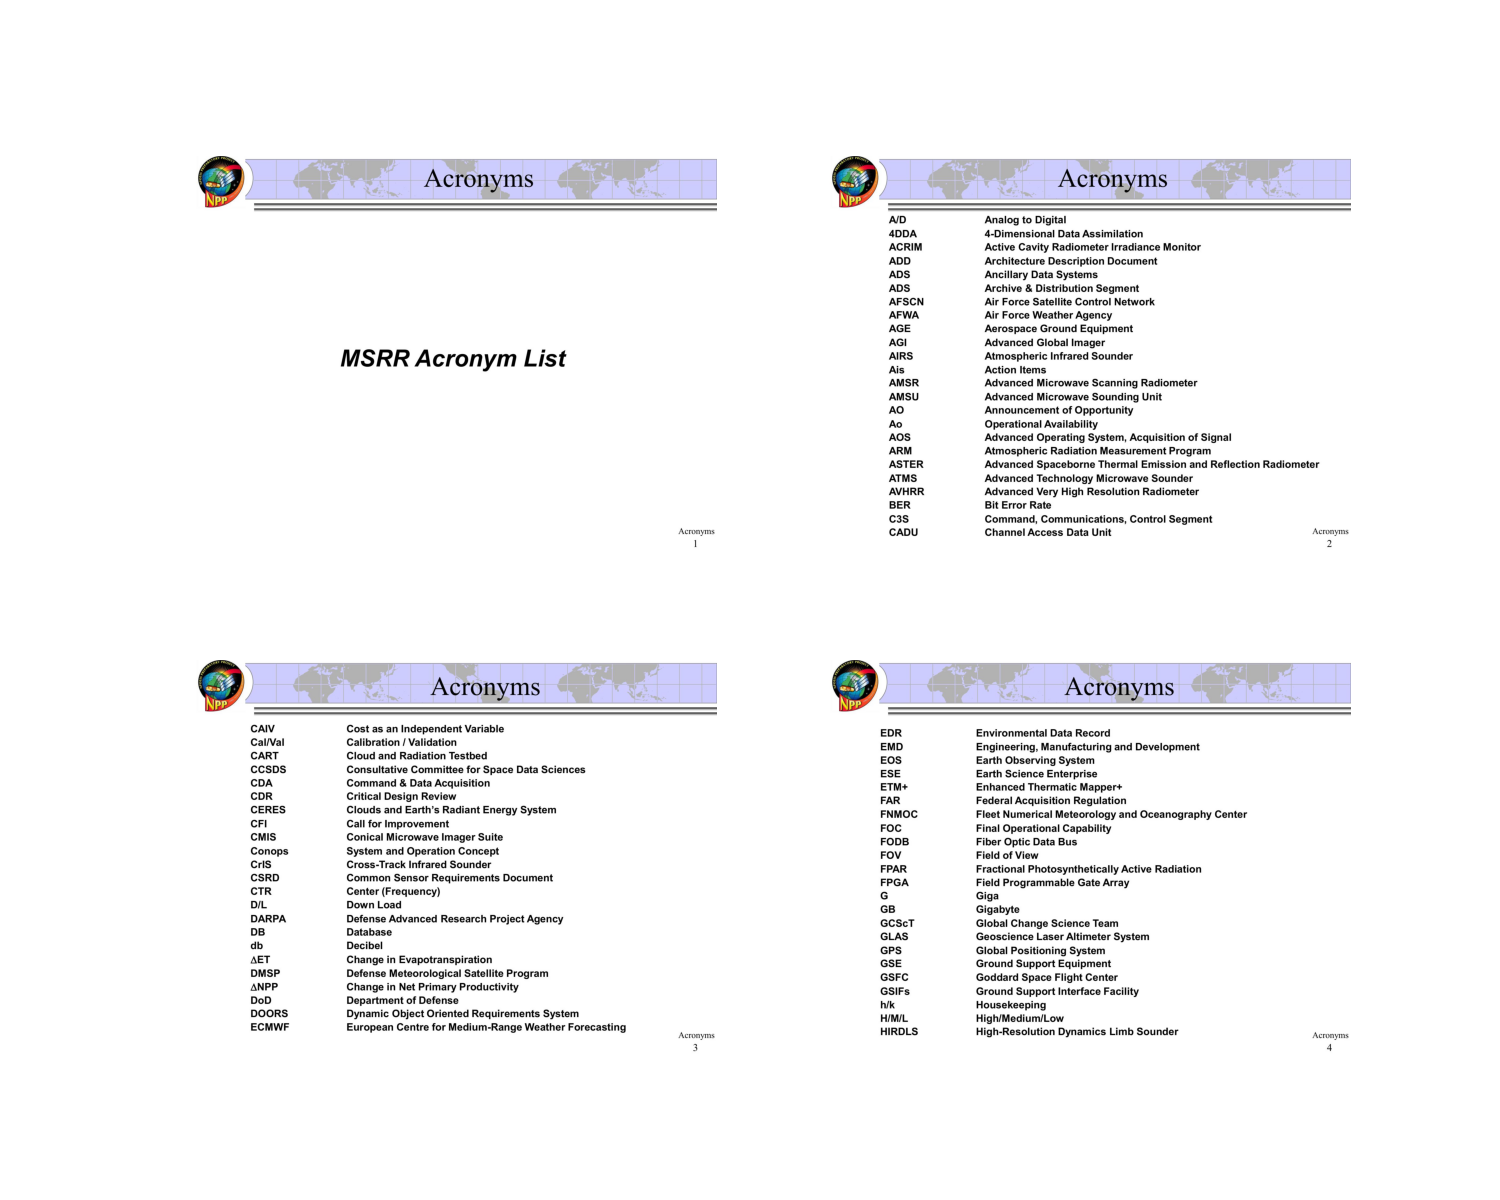 NPP
Acronyms
MSRR Acronym List
Acronyms
1
NPP
Acronyms
A/D Analog to Digital
4DDA 4-Dimensional Data Assimilation
ACRIM Active Cavity Radiometer Irradiance Monitor
ADD Architecture Description Document
ADS Ancillary Data Systems
ADS Archive & Distribution Segment
AFSCN Air Force Satellite Control Network
AFWA Air Force Weather Agency
AGE Aerospace Ground Equipment
AGI Advanced Global Imager
AIRS Atmospheric Infrared Sounder
Ais Action Items
AMSR Advanced Microwave Scanning Radiometer
AMSU Advanced Microwave Sounding Unit
AO Announcement of Opportunity
Ao Operational Availability
AOS Advanced Operating System, Acquisition of Signal
ARM Atmospheric Radiation Measurement Program
ASTER Advanced Spaceborne Thermal Emission and Reflection Radiometer
ATMS Advanced Technology Microwave Sounder
AVHRR Advanced Very High Resolution Radiometer
BER Bit Error Rate
C3S Command, Communications, Control Segment
CADU Channel Access Data Unit
Acronyms
2
NPP
Acronyms
CAIV Cost as an Independent Variable
Cal/Val Calibration / Validation
CART Cloud and Radiation Testbed
CCSDS Consultative Committee for Space Data Sciences
CDA Command & Data Acquisition
CDR Critical Design Review
CERES Clouds and Earth's Radiant Energy System
CFI Call for Improvement
CMIS Conical Microwave Imager Suite
Conops System and Operation Concept
CrIS Cross-Track Infrared Sounder
CSRD Common Sensor Requirements Document
CTR Center (Frequency)
D/L Down Load
DARPA Defense Advanced Research Project Agency
DB Database
db Decibel
ΔET Change in Evapotranspiration
DMSP Defense Meteorological Satellite Program
ΔNPP Change in Net Primary Productivity
DoD Department of Defense
DOORS Dynamic Object Oriented Requirements System
ECMWF European Centre for Medium-Range Weather Forecasting
Acronyms
3
NPP
Acronyms
EDR Environmental Data Record
EMD Engineering, Manufacturing and Development
EOS Earth Observing System
ESE Earth Science Enterprise
ETM+ Enhanced Thematic Mapper+
FAR Federal Acquisition Regulation
FNMOC Fleet Numerical Meteorology and Oceanography Center
FOC Final Operational Capability
FODB Fiber Optic Data Bus
FOV Field of View
FPAR Fractional Photosynthetically Active Radiation
FPGA Field Programmable Gate Array
G Giga
GB Gigabyte
GCScT Global Change Science Team
GLAS Geoscience Laser Altimeter System
GPS Global Positioning System
GSE Ground Support Equipment
GSFC Goddard Space Flight Center
GSIFs Ground Support Interface Facility
h/k Housekeeping
H/M/L High/Medium/Low
HIRDLS High-Resolution Dynamics Limb Sounder
Acronyms
4